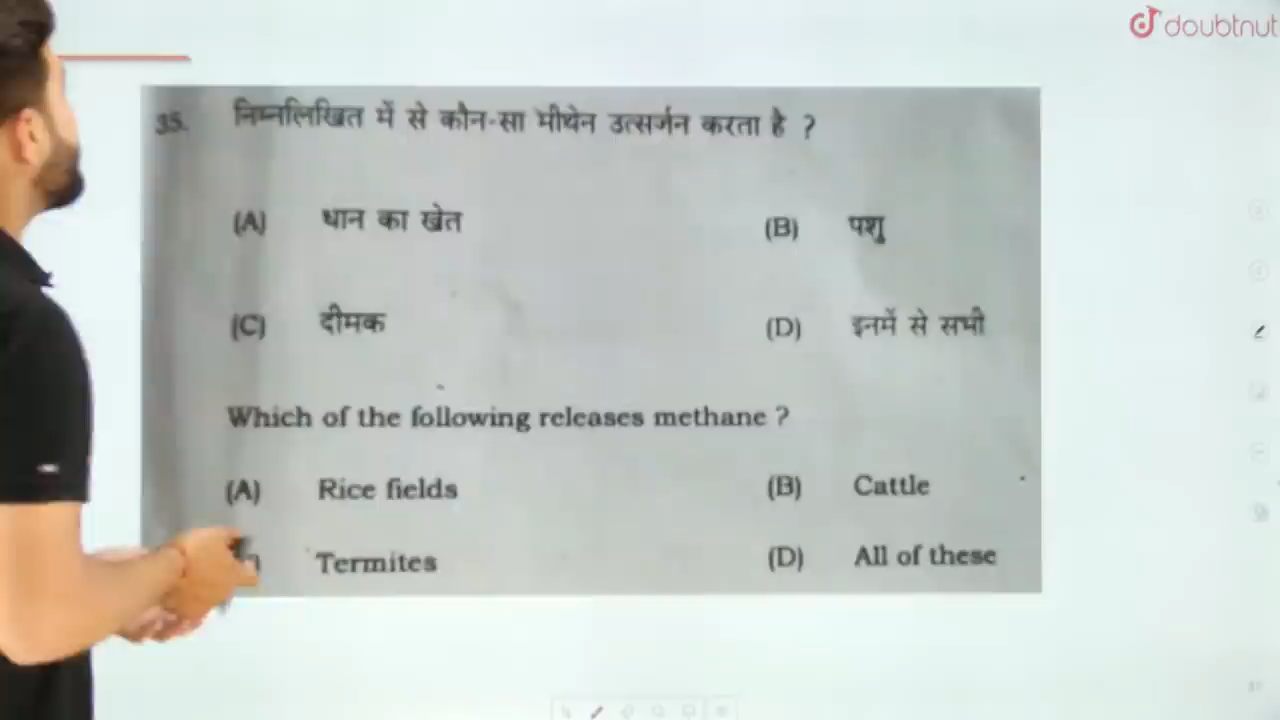 doubtnut
35. निम्नलिखित में से कौन-सा मीथेन उत्सर्जन करता है ?
(A) धान का खेत (B) पशु
(C) दीमक (D) इनमें से सभी
Which of the following releases methane ?
(A) Rice fields (B) Cattle
Termites (D) All of these